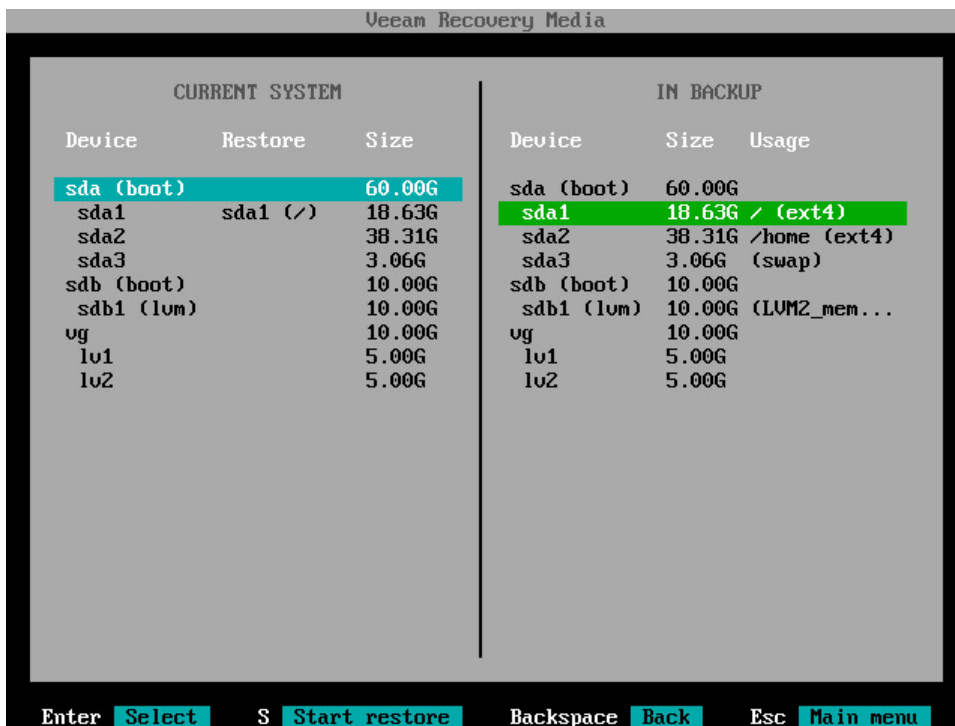 Veeam Recovery Media
CURRENT SYSTEM
Device Restore Size
sda (boot) 60.00G
sda1 sda1 (/) 18.63G
sda2 38.31G
sda3 3.06G
sdb (boot) 10.00G
sdb1 (lvm) 10.00G
vg 10.00G
lv1 5.00G
lv2 5.00G
IN BACKUP
Device Size Usage
sda (boot) 60.00G
sda1 18.63G / (ext4)
sda2 38.31G /home (ext4)
sda3 3.06G (swap)
sdb (boot) 10.00G
sdb1 (lvm) 10.00G (LVM2_mem...
vg 10.00G
lv1 5.00G
lv2 5.00G
Enter Select S Start restore Backspace Back Esc Main menu